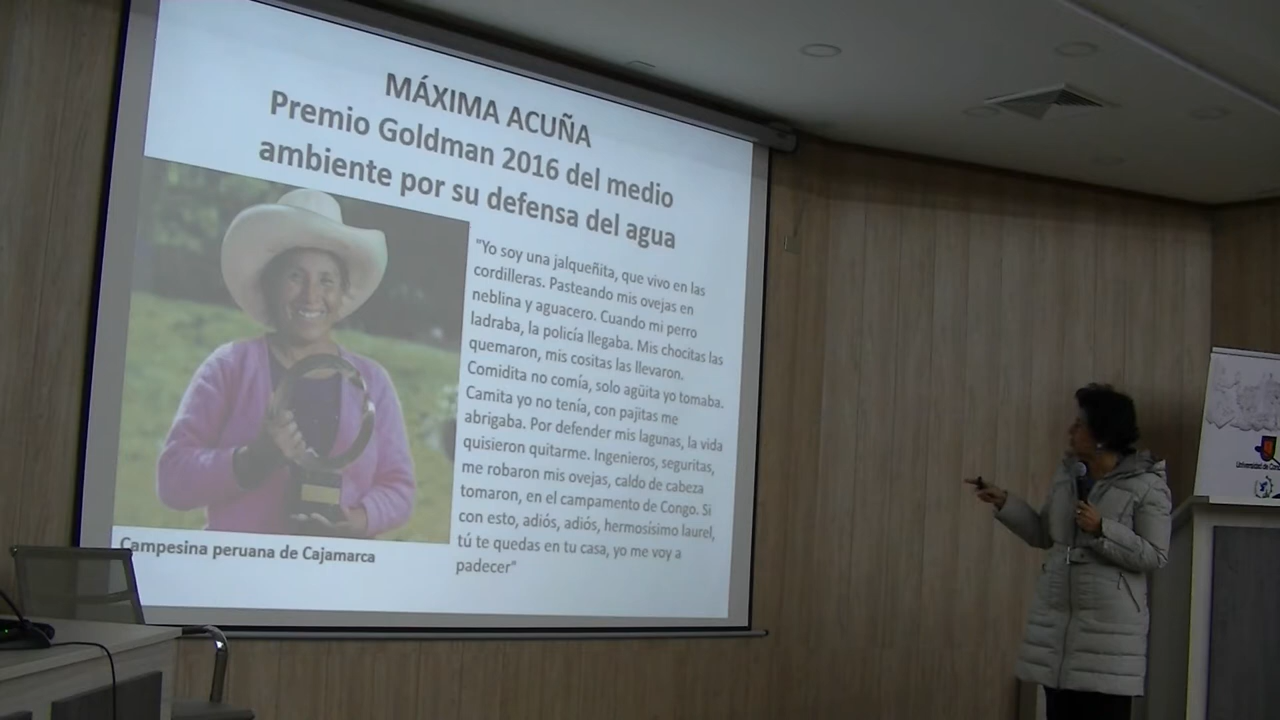 MÁXIMA ACUÑA
Premio Goldman 2016 del medio
ambiente por su defensa del agua
"Yo soy una jalqueñita, que vivo en las
cordilleras. Pasteando mis ovejas en
neblina y aguacero. Cuando mi perro
ladraba, la policía llegaba. Mis chocitas las
quemaron, mis cositas las llevaron.
Comidita no comía, solo agüita yo tomaba.
Camita yo no tenía, con pajitas me
abrigaba. Por defender mis lagunas, la vida
quisieron quitarme. Ingenieros, seguritas,
me robaron mis ovejas, caldo de cabeza
tomaron, en el campamento de Congo. Si
con esto, adiós, adiós, hermosísimo laurel,
tú te quedas en tu casa, yo me voy a
padecer"
Campesina peruana de Cajamarca
Universidad de